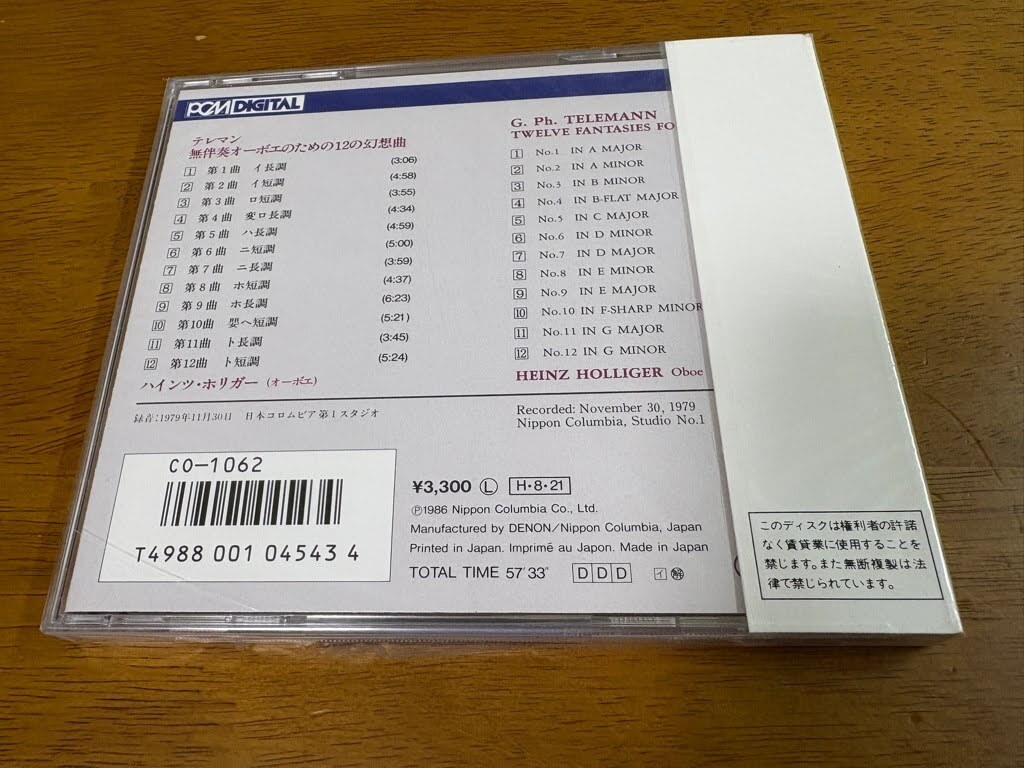 PCM DIGITAL
テレマン
無伴奏オーボエのための12の幻想曲
1 第1曲 イ長調 (3:06)
2 第2曲 イ短調 (4:58)
3 第3曲 ロ短調 (3:55)
4 第4曲 変ロ長調 (4:34)
5 第5曲 ハ長調 (4:59)
6 第6曲 ニ短調 (5:00)
7 第7曲 ニ長調 (3:59)
8 第8曲 ホ短調 (4:37)
9 第9曲 ホ長調 (6:23)
10 第10曲 嬰ヘ短調 (5:21)
11 第11曲 ト長調 (3:45)
12 第12曲 ト短調 (5:24)
ハインツ・ホリガー (オーボエ)
録音:1979年11月30日 日本コロムビア第1スタジオ
G. Ph. TELEMANN
TWELVE FANTASIES FO
1 No.1 IN A MAJOR
2 No.2 IN A MINOR
3 No.3 IN B MINOR
4 No.4 IN B-FLAT MAJOR
5 No.5 IN C MAJOR
6 No.6 IN D MINOR
7 No.7 IN D MAJOR
8 No.8 IN E MINOR
9 No.9 IN E MAJOR
10 No.10 IN F-SHARP MINOR
11 No.11 IN G MAJOR
12 No.12 IN G MINOR
HEINZ HOLLIGER Oboe
Recorded: November 30, 1979
Nippon Columbia, Studio No.1
CO-1062
T4988 001 04543 4
¥3,300 Ⓛ H・8・21
Ⓟ1986 Nippon Columbia Co., Ltd.
Manufactured by DENON/Nippon Columbia, Japan
Printed in Japan. Imprimé au Japon. Made in Japan
TOTAL TIME 57'33" DDD イ 解
このディスクは権利者の許諾
なく賃貸業に使用することを
禁じます。また無断複製は法
律で禁じられています。